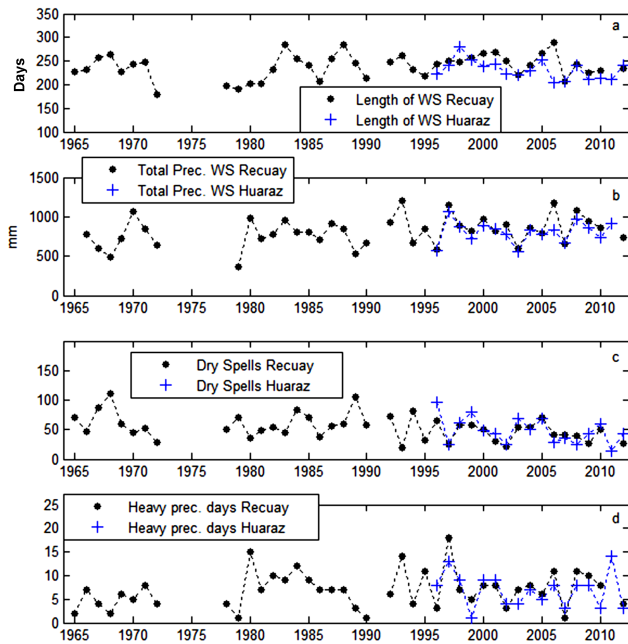 350
300
250
200
150
100
Days
a
Length of WS Recuay
Length of WS Huaraz
1965 1970 1975 1980 1985 1990 1995 2000 2005 2010
Total Prec. WS Recuay
Total Prec. WS Huaraz
1500
1000
500
0
mm
b
1965 1970 1975 1980 1985 1990 1995 2000 2005 2010
150
100
50
0
c
Dry Spells Recuay
Dry Spells Huaraz
1965 1970 1975 1980 1985 1990 1995 2000 2005 2010
Heavy prec. days Recuay
Heavy prec. days Huaraz
25
20
15
10
5
0
d
1965 1970 1975 1980 1985 1990 1995 2000 2005 2010